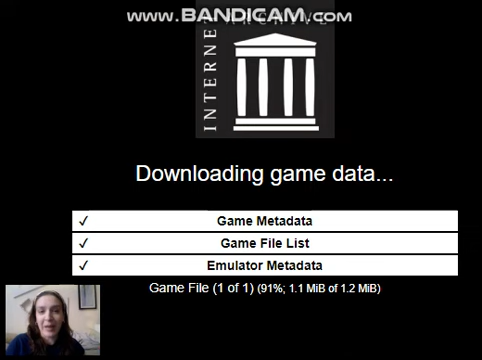 www.BANDICAM.com
INTERNET ARCHIVE
Downloading game data...
✓ Game Metadata
✓ Game File List
✓ Emulator Metadata
Game File (1 of 1) (91%; 1.1 MiB of 1.2 MiB)